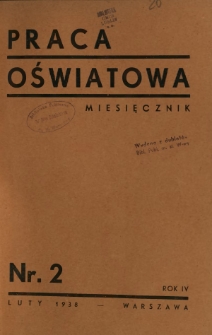 PRACA
OŚWIATOWA
MIESIĘCZNIK
Nr. 2
ROK IV
LUTY 1938 — WARSZAWA